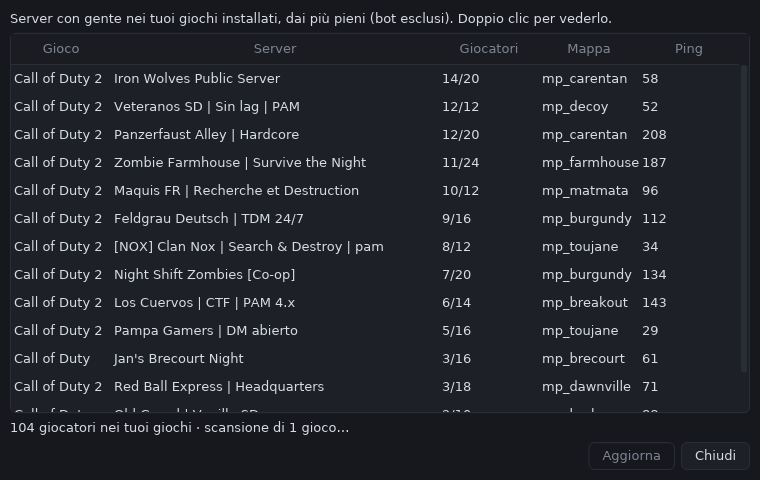 Server con gente nei tuoi giochi installati, dai più pieni (bot esclusi). Doppio clic per vederlo.
Gioco Server Giocatori Mappa Ping
Call of Duty 2 Iron Wolves Public Server 14/20 mp_carentan 58
Call of Duty 2 Veteranos SD | Sin lag | PAM 12/12 mp_decoy 52
Call of Duty 2 Panzerfaust Alley | Hardcore 12/20 mp_carentan 208
Call of Duty 2 Zombie Farmhouse | Survive the Night 11/24 mp_farmhouse 187
Call of Duty 2 Maquis FR | Recherche et Destruction 10/12 mp_matmata 96
Call of Duty 2 Feldgrau Deutsch | TDM 24/7 9/16 mp_burgundy 112
Call of Duty 2 [NOX] Clan Nox | Search & Destroy | pam 8/12 mp_toujane 34
Call of Duty 2 Night Shift Zombies [Co-op] 7/20 mp_burgundy 134
Call of Duty 2 Los Cuervos | CTF | PAM 4.x 6/14 mp_breakout 143
Call of Duty 2 Pampa Gamers | DM abierto 5/16 mp_toujane 29
Call of Duty Jan's Brecourt Night 3/16 mp_brecourt 61
Call of Duty 2 Red Ball Express | Headquarters 3/18 mp_dawnville 71
104 giocatori nei tuoi giochi · scansione di 1 gioco…
Aggiorna Chiudi